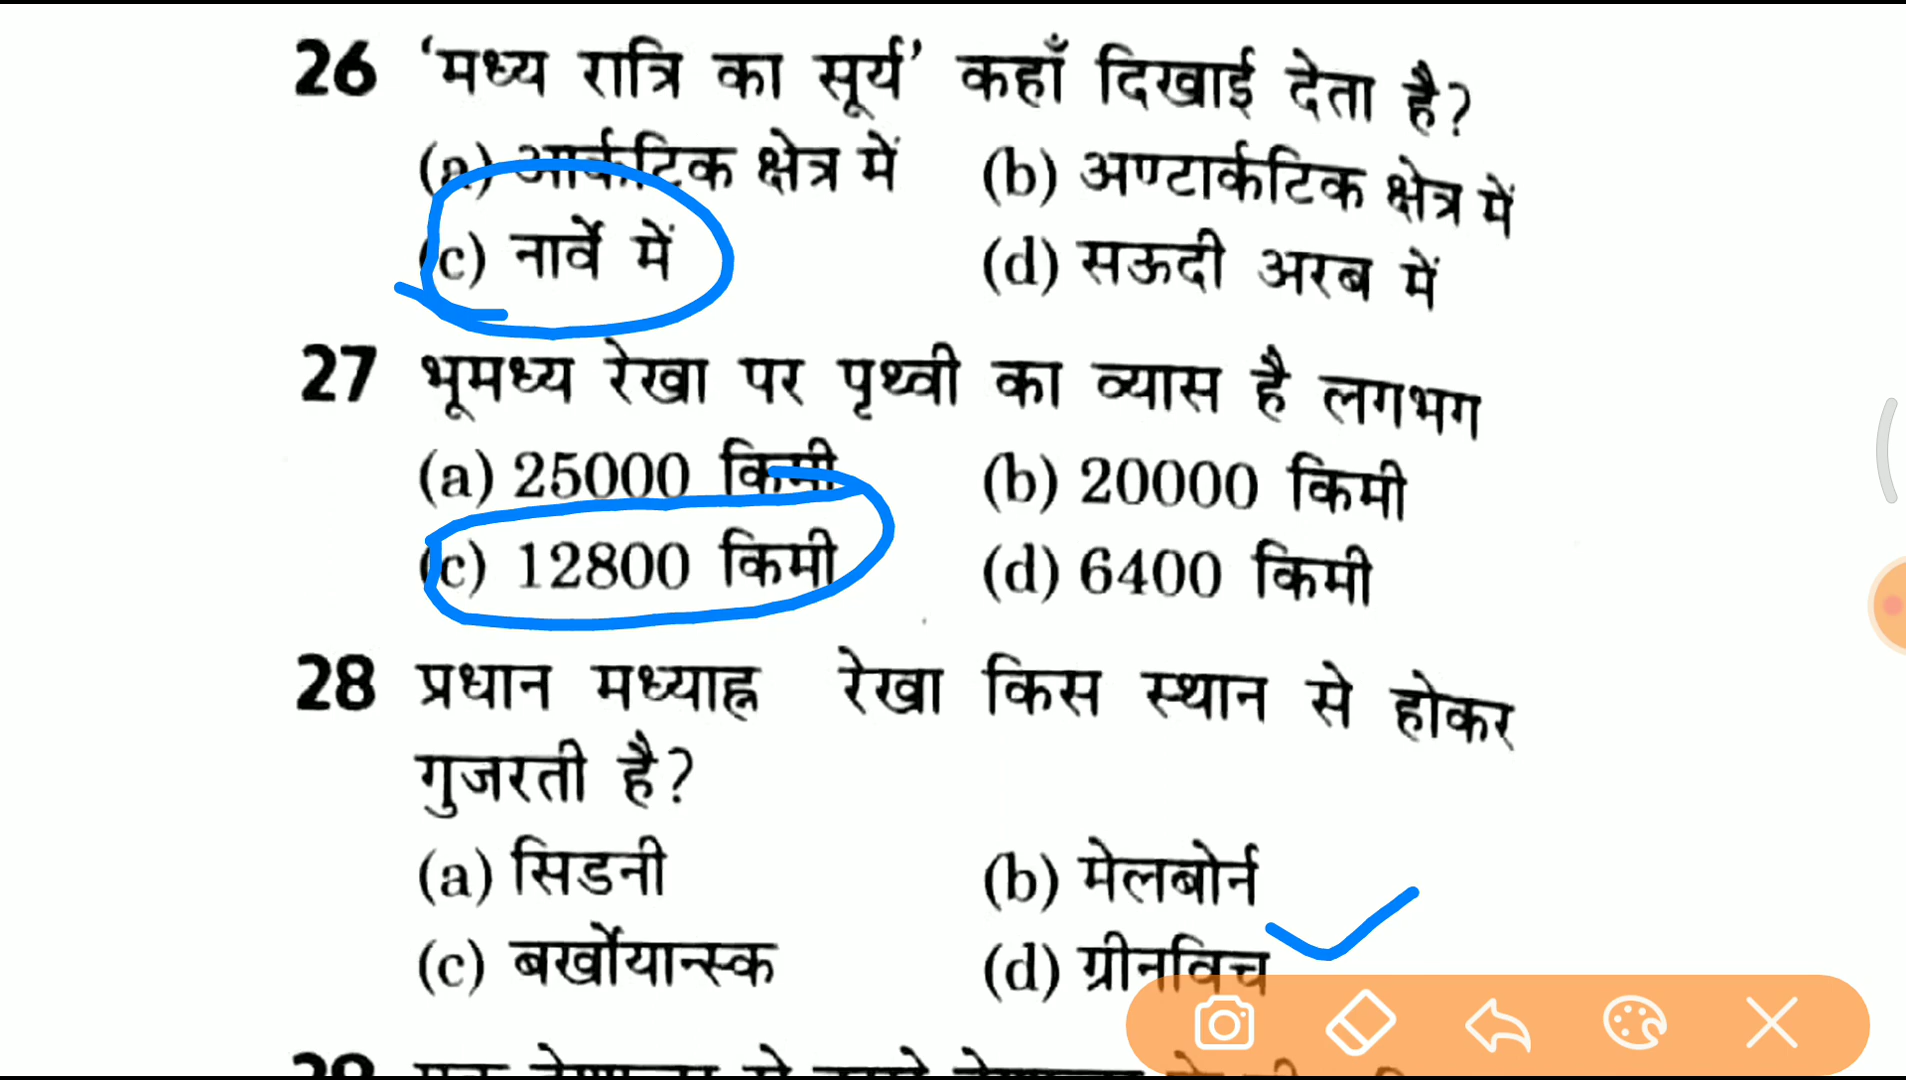 26 ‘मध्य रात्रि का सूर्य’ कहाँ दिखाई देता है?
(a) आर्कटिक क्षेत्र में (b) अण्टार्कटिक क्षेत्र में
(c) नार्वे में (d) सऊदी अरब में
27 भूमध्य रेखा पर पृथ्वी का व्यास है लगभग
(a) 25000 किमी (b) 20000 किमी
(c) 12800 किमी (d) 6400 किमी
28 प्रधान मध्याह्न रेखा किस स्थान से होकर
गुजरती है?
(a) सिडनी (b) मेलबोर्न
(c) बर्खोयान्स्क (d) ग्रीनविच